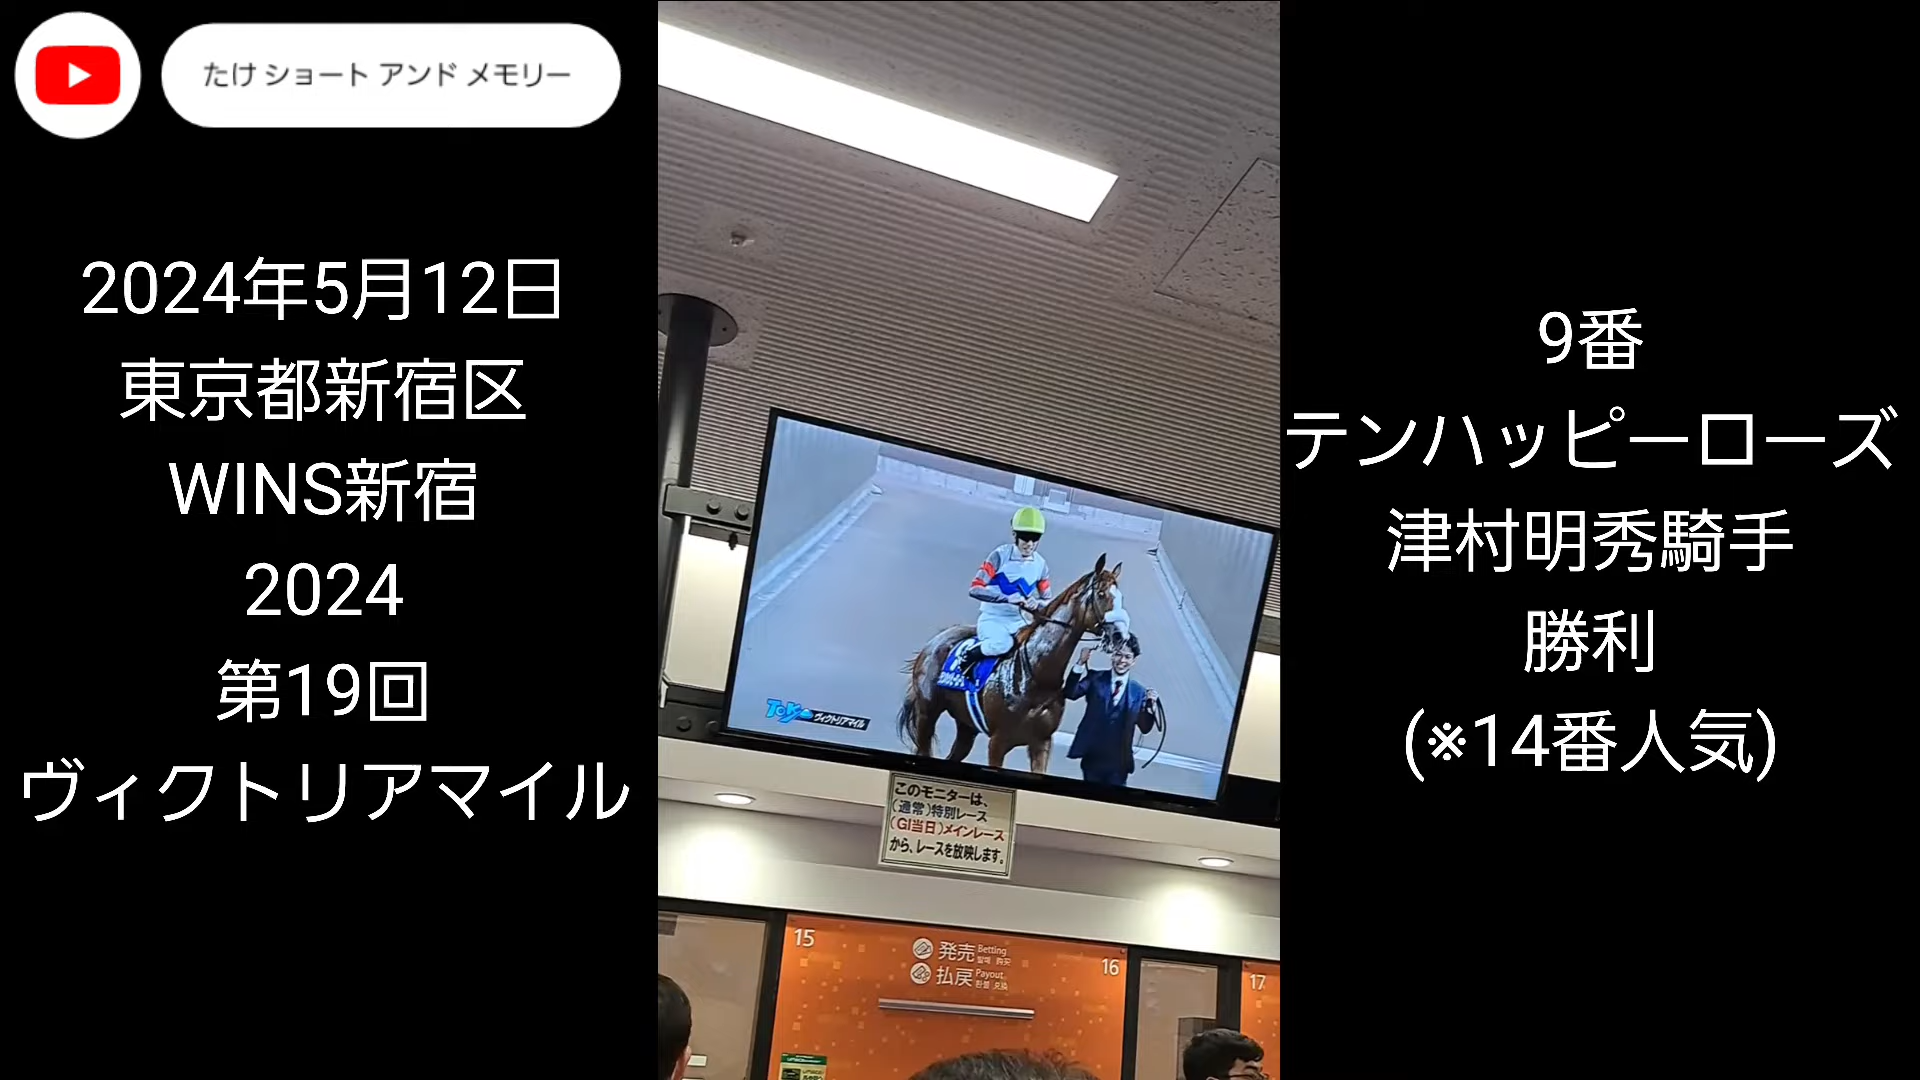 たけ ショート アンド メモリー
2024年5月12日
東京都新宿区
WINS新宿
2024
第19回
ヴィクトリアマイル
9番
テンハッピーローズ
津村明秀騎手
勝利
(※14番人気)
ヴィクトリアマイル
このモニターは、
(通常)特別レース
(GI当日)メインレース
から、レースを放映します。
15
発売 Betting
払戻 Payout
16
17